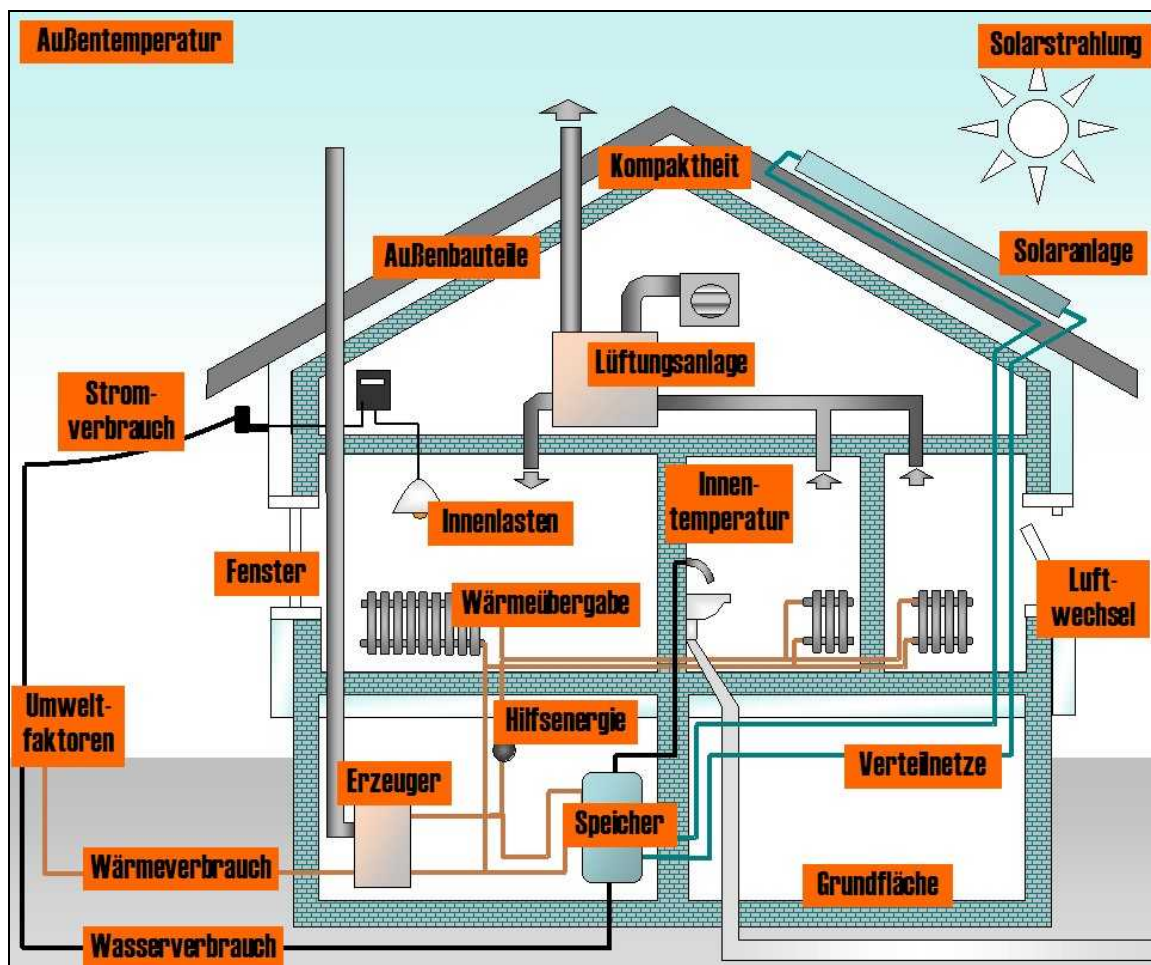 Außentemperatur
Solarstrahlung
Kompaktheit
Außenbauteile
Solaranlage
Lüftungsanlage
Strom-
verbrauch
Innen-
temperatur
Innenlasten
Fenster
Wärmeübergabe
Luft-
wechsel
Umwelt-
faktoren
Hilfsenergie
Erzeuger
Verteilnetze
Speicher
Wärmeverbrauch
Grundfläche
Wasserverbrauch